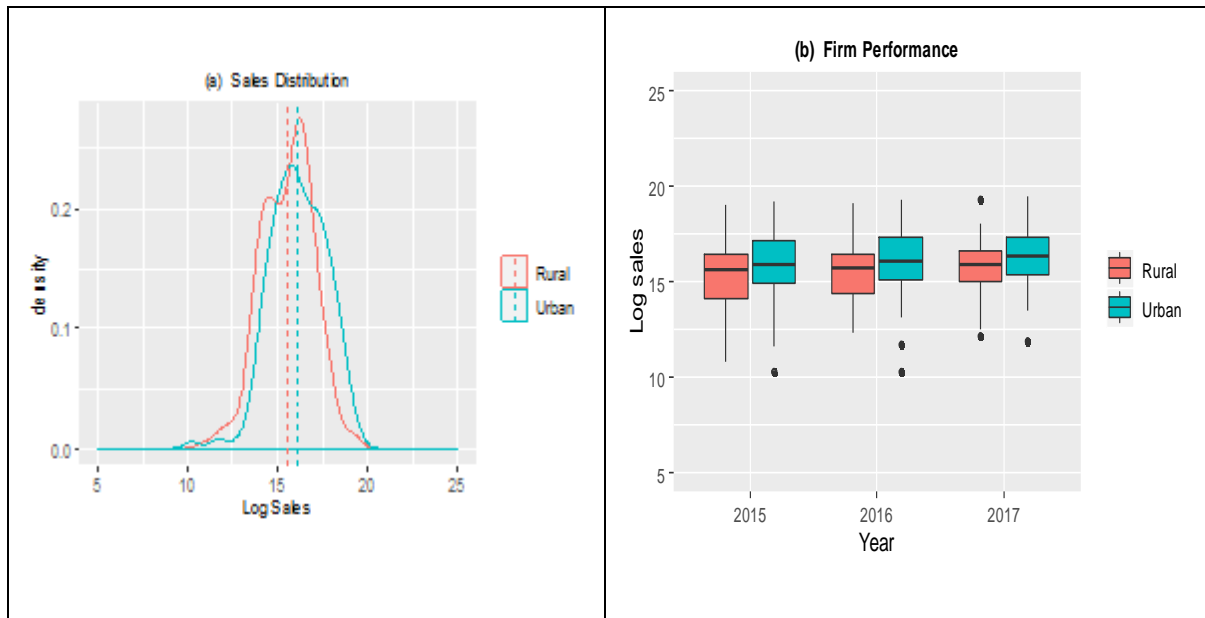 (a) Sales Distribution
density
0.2
0.1
0.0
5 10 15 20 25
Log Sales
Rural
Urban
(b) Firm Performance
Log sales
25
20
15
10
5
2015 2016 2017
Year
Rural
Urban